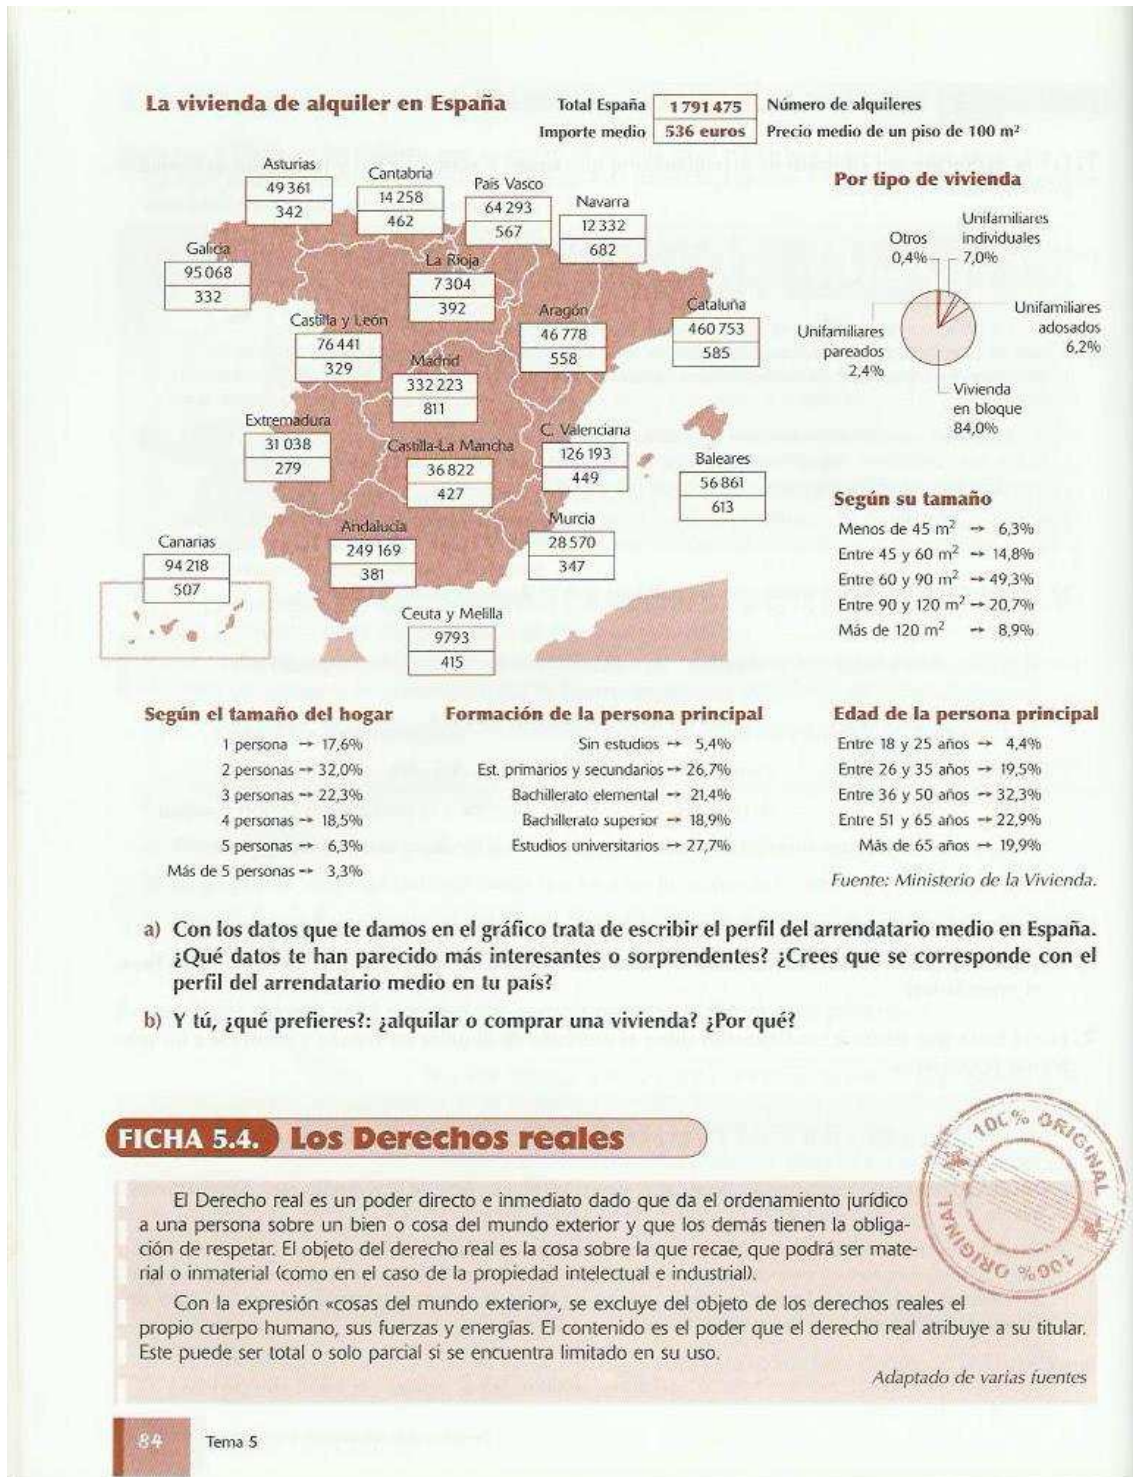 La vivienda de alquiler en España
Total España 1 791 475 Número de alquileres
Importe medio 536 euros Precio medio de un piso de 100 m²
Asturias
49 361
342
Cantabria
14 258
462
País Vasco
64 293
567
Navarra
12 332
682
Galicia
95 068
332
La Rioja
7 304
392
Castilla y León
76 441
329
Aragón
46 778
558
Cataluña
460 753
585
Madrid
332 223
811
Extremadura
31 038
279
Castilla-La Mancha
36 822
427
C. Valenciana
126 193
449
Baleares
56 861
613
Canarias
94 218
507
Andalucía
249 169
381
Murcia
28 570
347
Ceuta y Melilla
9793
415
Por tipo de vivienda
Otros
0,4%
Unifamiliares
individuales
7,0%
Unifamiliares
adosados
6,2%
Unifamiliares
pareados
2,4%
Vivienda
en bloque
84,0%
Según su tamaño
Menos de 45 m² → 6,3%
Entre 45 y 60 m² → 14,8%
Entre 60 y 90 m² → 49,3%
Entre 90 y 120 m² → 20,7%
Más de 120 m² → 8,9%
Según el tamaño del hogar
1 persona → 17,6%
2 personas → 32,0%
3 personas → 22,3%
4 personas → 18,5%
5 personas → 6,3%
Más de 5 personas → 3,3%
Formación de la persona principal
Sin estudios → 5,4%
Est. primarios y secundarios → 26,7%
Bachillerato elemental → 21,4%
Bachillerato superior → 18,9%
Estudios universitarios → 27,7%
Edad de la persona principal
Entre 18 y 25 años → 4,4%
Entre 26 y 35 años → 19,5%
Entre 36 y 50 años → 32,3%
Entre 51 y 65 años → 22,9%
Más de 65 años → 19,9%
Fuente: Ministerio de la Vivienda.
a) Con los datos que te damos en el gráfico trata de escribir el perfil del arrendatario medio en España.
¿Qué datos te han parecido más interesantes o sorprendentes? ¿Crees que se corresponde con el
perfil del arrendatario medio en tu país?
b) Y tú, ¿qué prefieres?: ¿alquilar o comprar una vivienda? ¿Por qué?
FICHA 5.4. Los Derechos reales
100% ORIGINAL
100% ORIGINAL
El Derecho real es un poder directo e inmediato dado que da el ordenamiento jurídico
a una persona sobre un bien o cosa del mundo exterior y que los demás tienen la obliga-
ción de respetar. El objeto del derecho real es la cosa sobre la que recae, que podrá ser mate-
rial o inmaterial (como en el caso de la propiedad intelectual e industrial).
Con la expresión «cosas del mundo exterior», se excluye del objeto de los derechos reales el
propio cuerpo humano, sus fuerzas y energías. El contenido es el poder que el derecho real atribuye a su titular.
Este puede ser total o solo parcial si se encuentra limitado en su uso.
Adaptado de varias fuentes
84 Tema 5